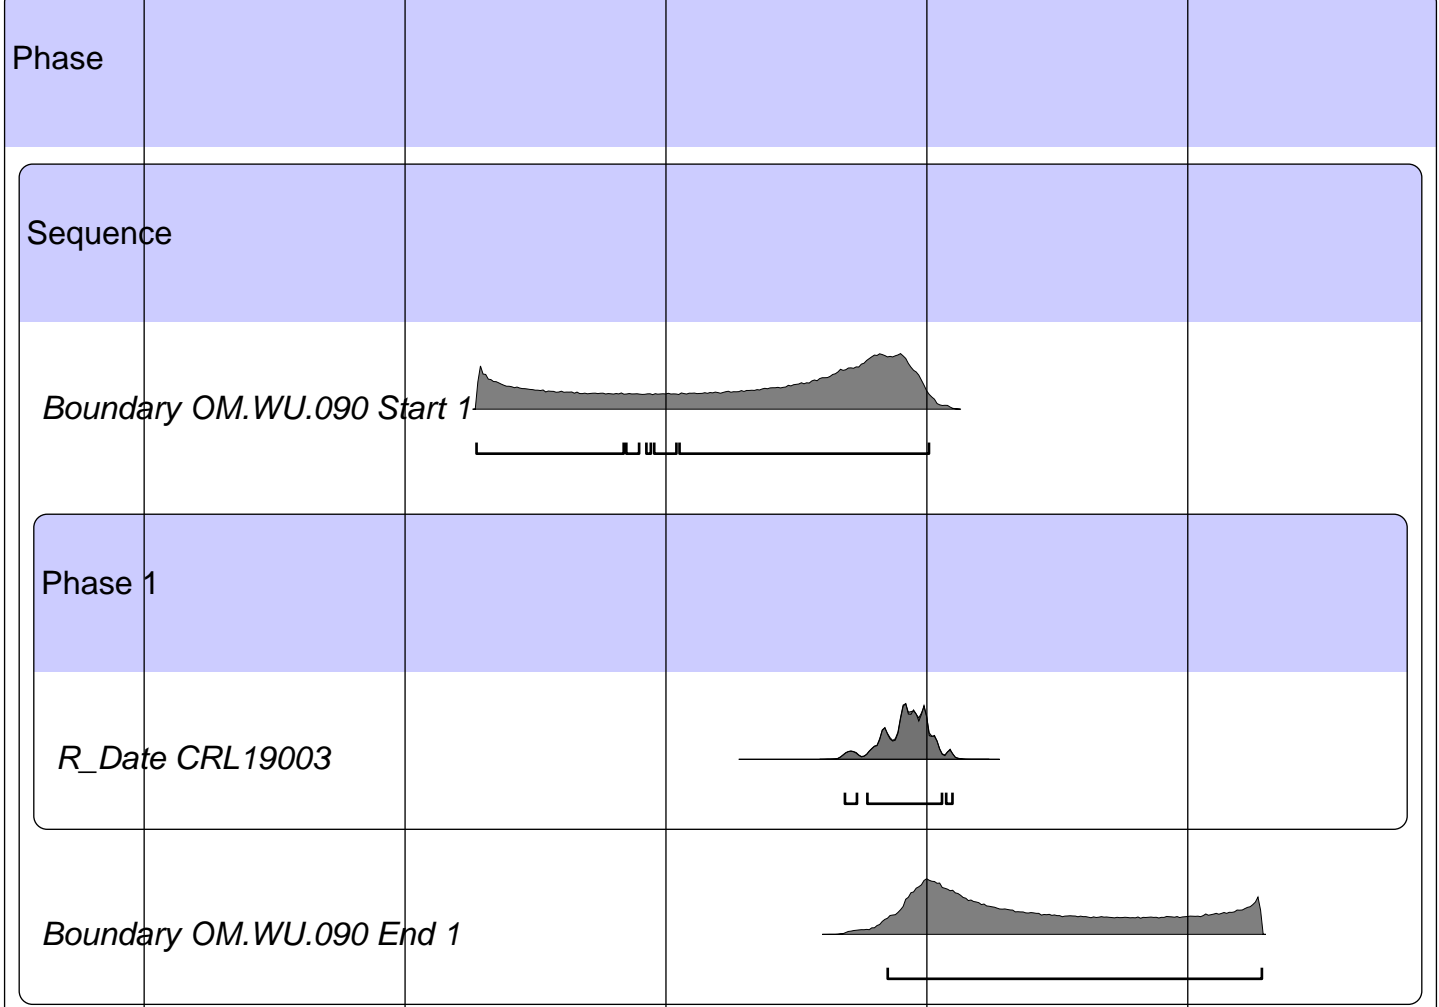 Phase
Sequence
Boundary OM.WU.090 Start 1
Phase 1
R_Date CRL19003
Boundary OM.WU.090 End 1